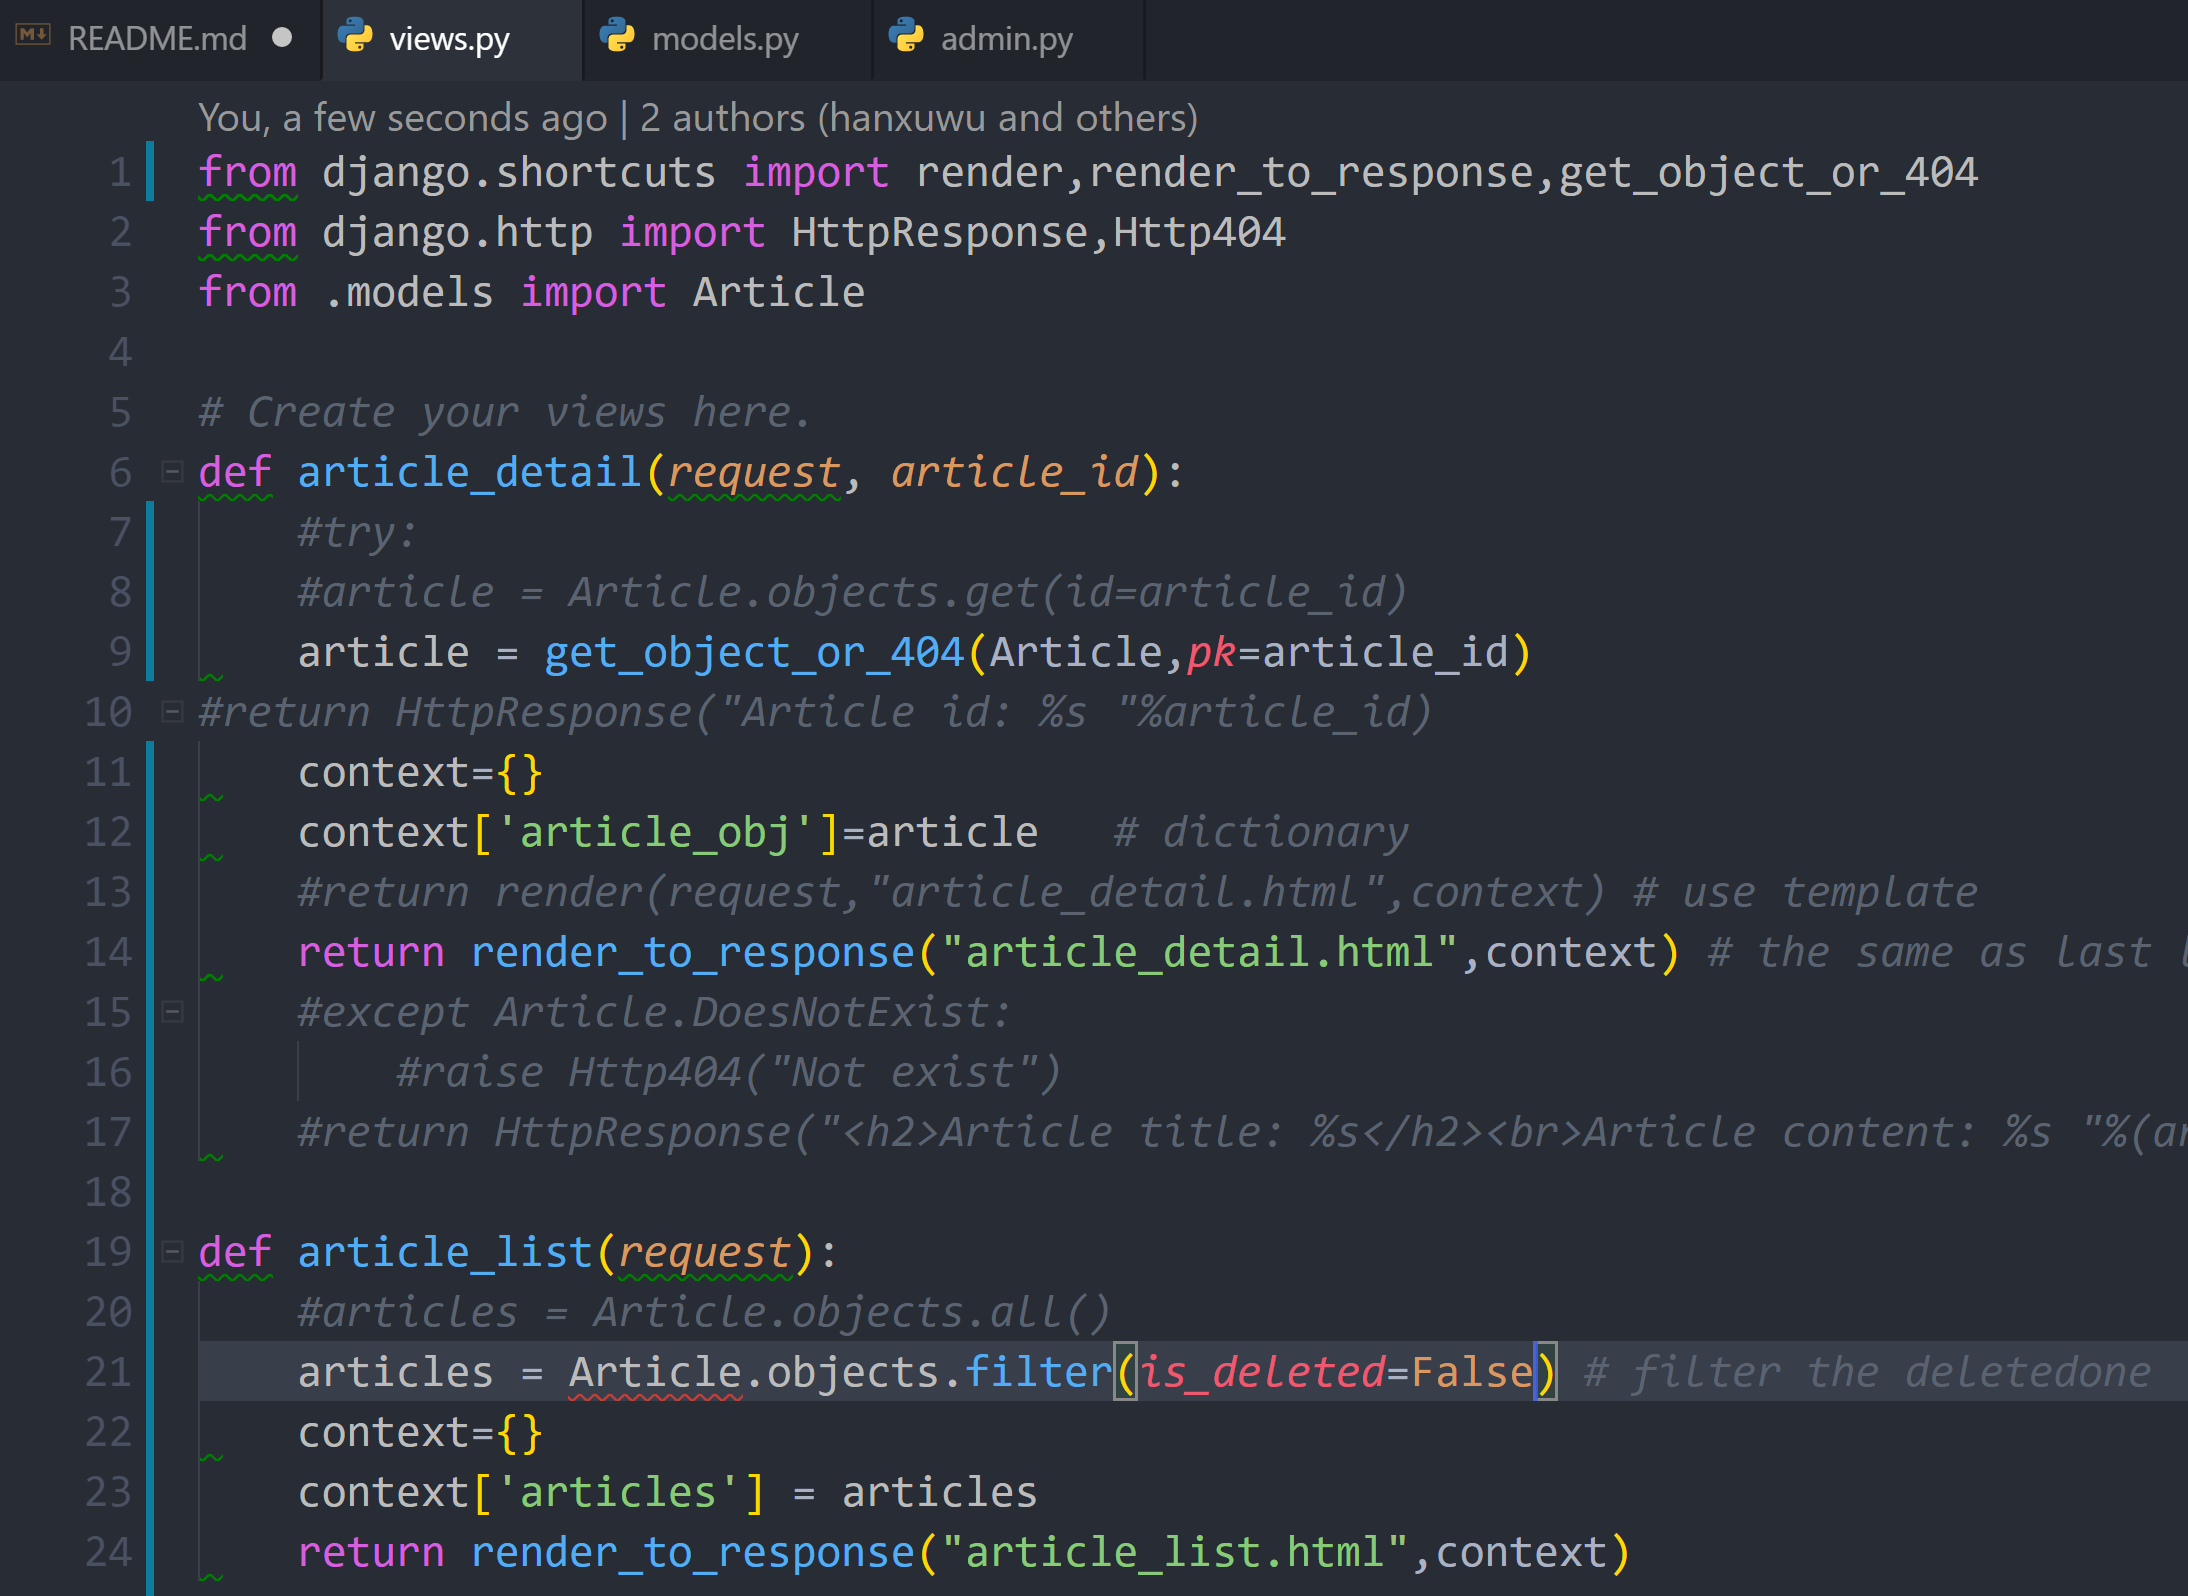 README.md views.py models.py admin.py
You, a few seconds ago | 2 authors (hanxuwu and others)
1 from django.shortcuts import render,render_to_response,get_object_or_404
2 from django.http import HttpResponse,Http404
3 from .models import Article
4
5 # Create your views here.
6 def article_detail(request, article_id):
7 #try:
8 #article = Article.objects.get(id=article_id)
9 article = get_object_or_404(Article,pk=article_id)
10 #return HttpResponse("Article id: %s "%article_id)
11 context={}
12 context['article_obj']=article # dictionary
13 #return render(request,"article_detail.html",context) # use template
14 return render_to_response("article_detail.html",context) # the same as last
15 #except Article.DoesNotExist:
16 #raise Http404("Not exist")
17 #return HttpResponse("<h2>Article title: %s</h2><br>Article content: %s "%(ar
18
19 def article_list(request):
20 #articles = Article.objects.all()
21 articles = Article.objects.filter(is_deleted=False) # filter the deletedone
22 context={}
23 context['articles'] = articles
24 return render_to_response("article_list.html",context)